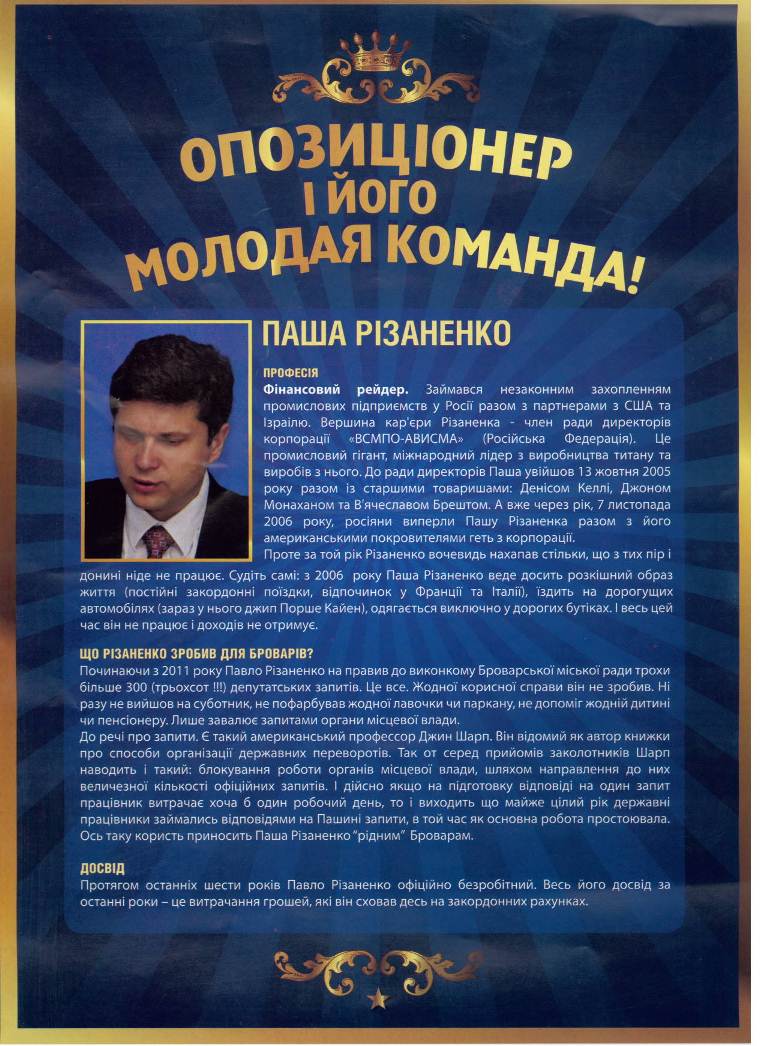 ОПОЗИЦІОНЕР
І ЙОГО
МОЛОДАЯ КОМАНДА!
ПАША РІЗАНЕНКО
ПРОФЕСІЯ
Фінансовий рейдер. Займався незаконним захопленням
промислових підприємств у Росії разом з партнерами з США та
Ізраілю. Вершина кар'єри Різаненка - член ради директорів
корпорації «ВСМПО-АВИСМА» (Російська Федерація). Це
промисловий гігант, міжнародний лідер з виробництва титану та
виробів з нього. До ради директорів Паша увійшов 13 жовтня 2005
року разом із старшими товаришами: Денісом Келлі, Джоном
Монаханом та В'ячеславом Брештом. А вже через рік, 7 листопада
2006 року, росіяни виперли Пашу Різаненка разом з його
американськими покровителями геть з корпорації.
Проте за той рік Різаненко вочевидь нахапав стільки, що з тих пір і
донині ніде не працює. Судіть самі: з 2006 року Паша Різаненко веде досить розкішний образ
життя (постійні закордонні поїздки, відпочинок у Франції та Італії), їздить на дорогущих
автомобілях (зараз у нього джип Порше Кайен), одягається виключно у дорогих бутіках. І весь цей
час він не працює і доходів не отримує.
ЩО РІЗАНЕНКО ЗРОБИВ ДЛЯ БРОВАРІВ?
Починаючи з 2011 року Павло Різаненко на правив до виконкому Броварської міської ради трохи
більше 300 (трьохсот !!!) депутатських запитів. Це все. Жодної корисної справи він не зробив. Ні
разу не вийшов на суботник, не пофарбував жодної лавочки чи паркану, не допоміг жодній дитині
чи пенсіонеру. Лише завалює запитами органи місцевої влади.
До речі про запити. Є такий американський профессор Джин Шарп. Він відомий як автор книжки
про способи організації державних переворотів. Так от серед прийомів заколотників Шарп
наводить і такий: блокування роботи органів місцевої влади, шляхом направлення до них
величезної кількості офіційних запитів. І дійсно якщо на підготовку відповіді на один запит
працівник витрачає хоча б один робочий день, то і виходить що майже цілий рік державні
працівники займались відповідями на Пашині запити, в той час як основна робота простоювала.
Ось таку користь приносить Паша Різаненко "рідним" Броварам.
ДОСВІД
Протягом останніх шести років Павло Різаненко офіційно безробітний. Весь його досвід за
останні роки – це витрачання грошей, які він сховав десь на закордонних рахунках.